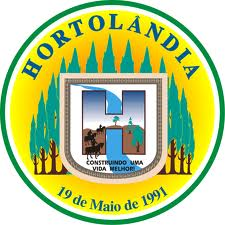 HORTOLÂNDIA
H
CONSTRUINDO UMA
VIDA MELHOR!
19 de Maio de 1991